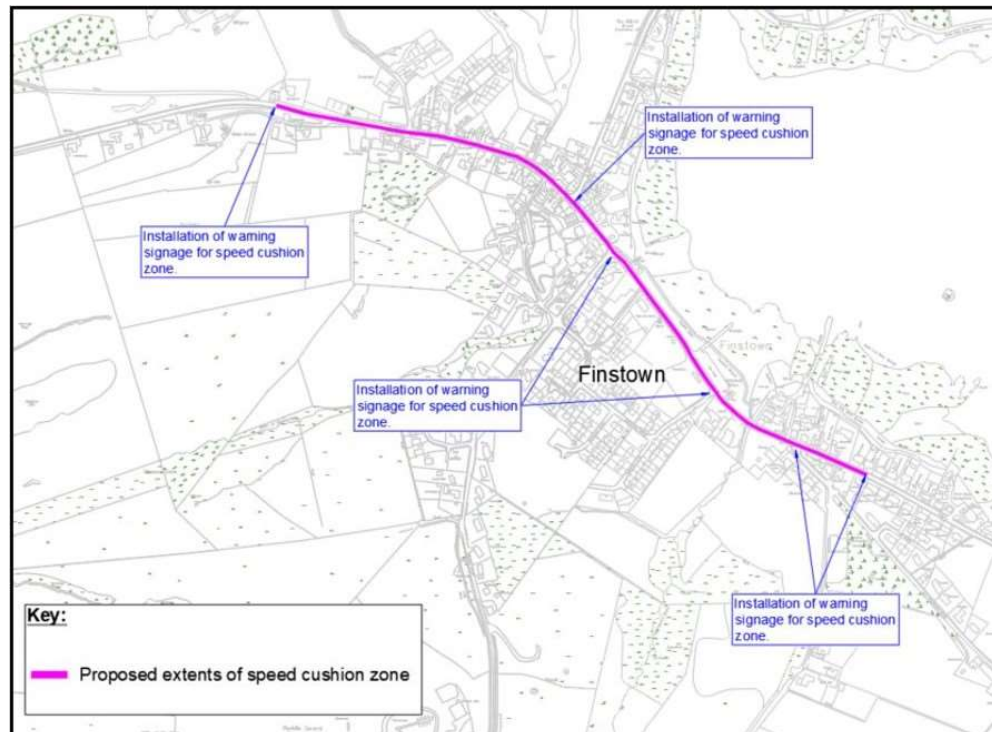 Installation of warning
signage for speed cushion
zone.
Installation of warning
signage for speed cushion
zone.
Finstown
Installation of warning
signage for speed cushion
zone.
Finstown
Installation of warning
signage for speed cushion
zone.
Key:
Proposed extents of speed cushion zone